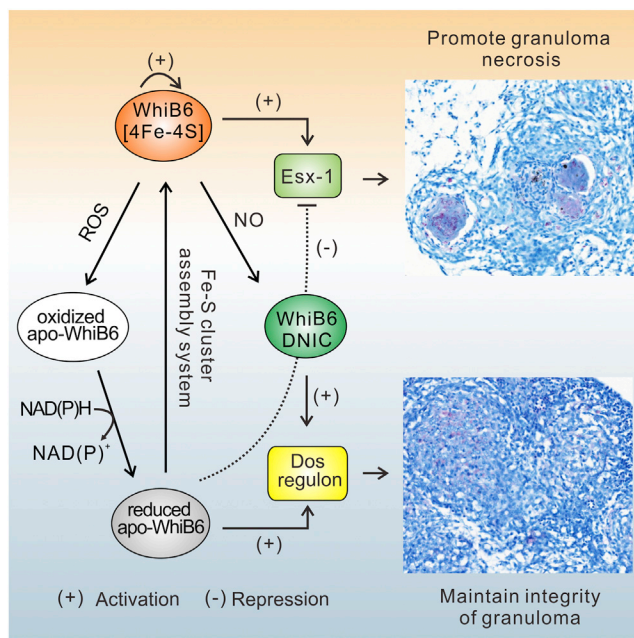 Promote granuloma
necrosis
(+)
WhiB6
[4Fe-4S]
(+)
Esx-1
ROS
NO
(-)
Fe-S cluster
assembly system
oxidized
apo-WhiB6
WhiB6
DNIC
NAD(P)H
NAD(P)+
(+)
Dos
regulon
reduced
apo-WhiB6
(+)
(+) Activation (-) Repression
Maintain integrity
of granuloma